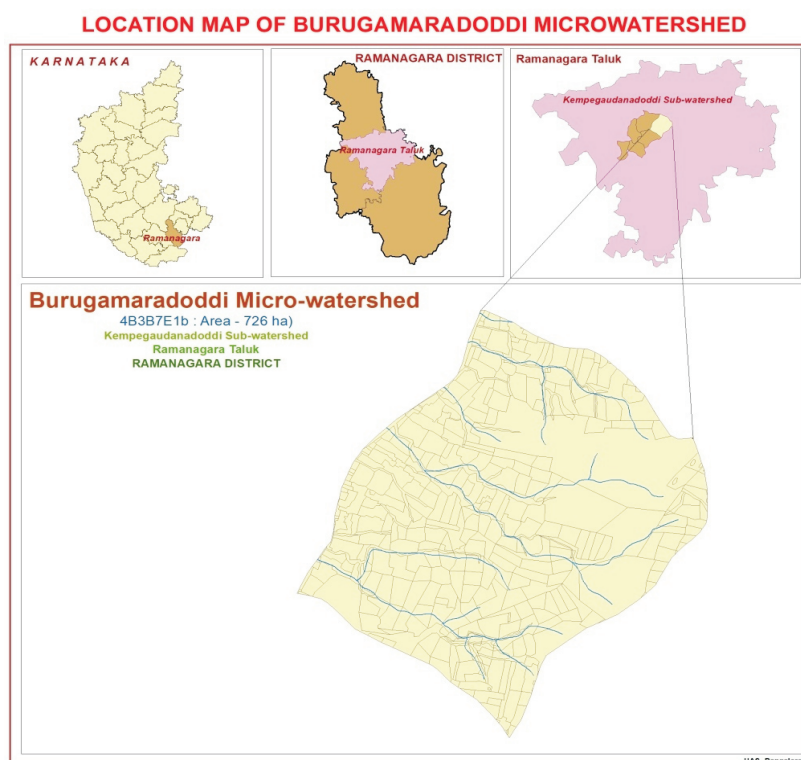 LOCATION MAP OF BURUGAMARADODDI MICROWATERSHED
KARNATAKA
Ramanagara
RAMANAGARA DISTRICT
Ramanagara Taluk
Ramanagara Taluk
Kempegaudanadoddi Sub-watershed
Burugamaradoddi Micro-watershed
4B3B7E1b : Area - 726 ha)
Kempegaudanadoddi Sub-watershed
Ramanagara Taluk
RAMANAGARA DISTRICT